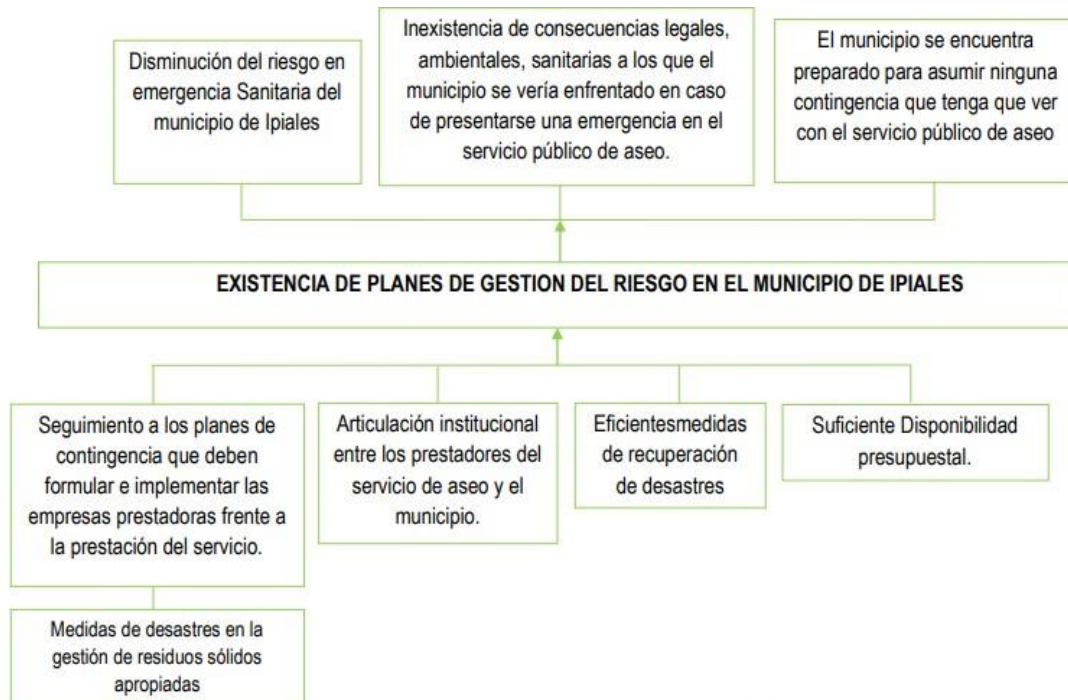 Disminución del riesgo en
emergencia Sanitaria del
municipio de Ipiales
Inexistencia de consecuencias legales,
ambientales, sanitarias a los que el
municipio se vería enfrentado en caso
de presentarse una emergencia en el
servicio público de aseo.
El municipio se encuentra
preparado para asumir ninguna
contingencia que tenga que ver
con el servicio público de aseo
EXISTENCIA DE PLANES DE GESTION DEL RIESGO EN EL MUNICIPIO DE IPIALES
Seguimiento a los planes de
contingencia que deben
formular e implementar las
empresas prestadoras frente a
la prestación del servicio.
Articulación institucional
entre los prestadores del
servicio de aseo y el
municipio.
Eficientesmedidas
de recuperación
de desastres
Suficiente Disponibilidad
presupuestal.
Medidas de desastres en la
gestión de residuos sólidos
apropiadas